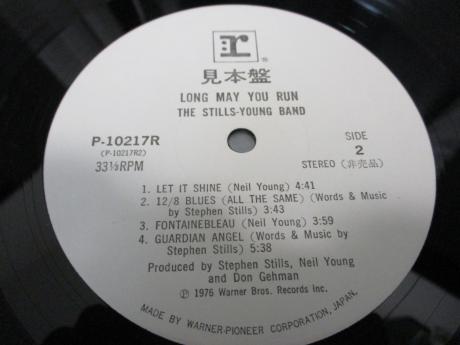 r
®
見本盤
LONG MAY YOU RUN
THE STILLS-YOUNG BAND
P-10217R
(P-10217R2)
33⅓RPM
SIDE
2
STEREO (非売品)
1. LET IT SHINE (Neil Young) 4:41
2. 12/8 BLUES (ALL THE SAME) (Words & Music
by Stephen Stills) 3:43
3. FONTAINEBLEAU (Neil Young) 3:59
4. GUARDIAN ANGEL (Words & Music by
Stephen Stills) 5:38
Produced by Stephen Stills, Neil Young
and Don Gehman
℗ 1976 Warner Bros. Records Inc.
MADE BY WARNER-PIONEER CORPORATION, JAPAN.